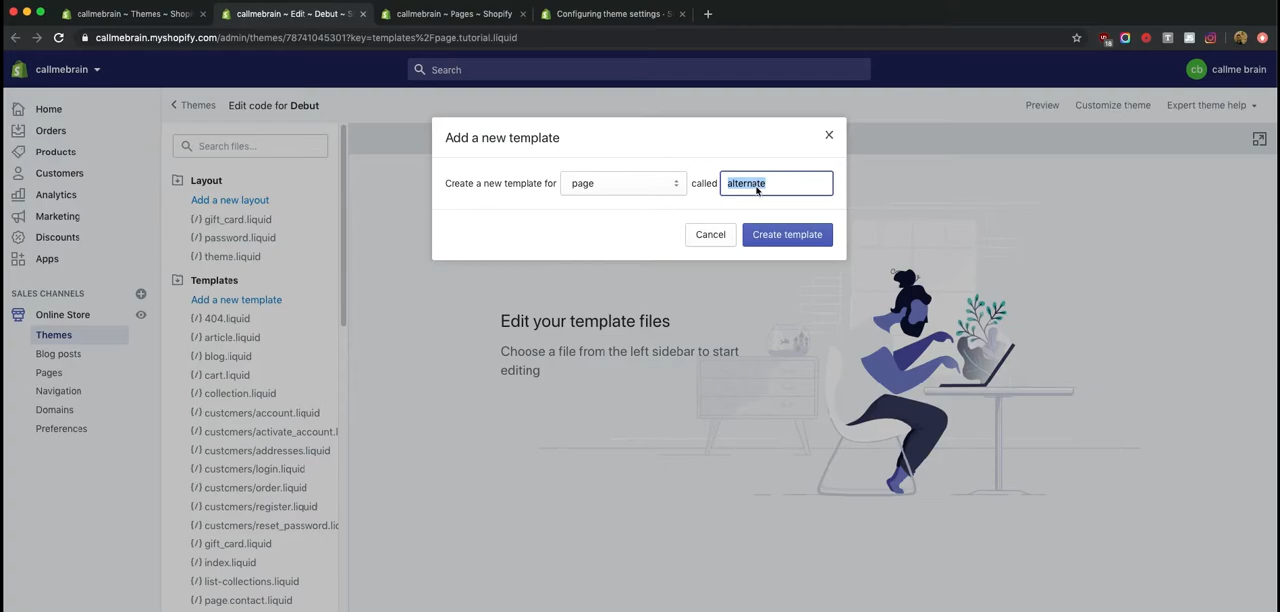 callmebrain ~ Themes ~ Shopi
callmebrain ~ Edit ~ Debut ~ S
callmebrain ~ Pages ~ Shopify
Configuring theme settings · S
callmebrain.myshopify.com/admin/themes/78741045301?key=templates%2Fpage.tutorial.liquid
18
T
callmebrain
Search
cb
callme brain
Home
Orders
Products
Customers
Analytics
Marketing
Discounts
Apps
SALES CHANNELS
Online Store
Themes
Blog posts
Pages
Navigation
Domains
Preferences
Themes
Edit code for Debut
Preview
Customize theme
Expert theme help
Search files...
Layout
Add a new layout
{/} gift_card.liquid
{/} password.liquid
{/} theme.liquid
Templates
Add a new template
{/} 404.liquid
{/} article.liquid
{/} blog.liquid
{/} cart.liquid
{/} collection.liquid
{/} customers/account.liquid
{/} customers/activate_account.l
{/} customers/addresses.liquid
{/} customers/login.liquid
{/} customers/order.liquid
{/} customers/register.liquid
{/} customers/reset_password.lic
{/} gift_card.liquid
{/} index.liquid
{/} list-collections.liquid
{/} page.contact.liquid
Add a new template
Create a new template for
page
called
alternate
Cancel
Create template
Edit your template files
Choose a file from the left sidebar to start
editing